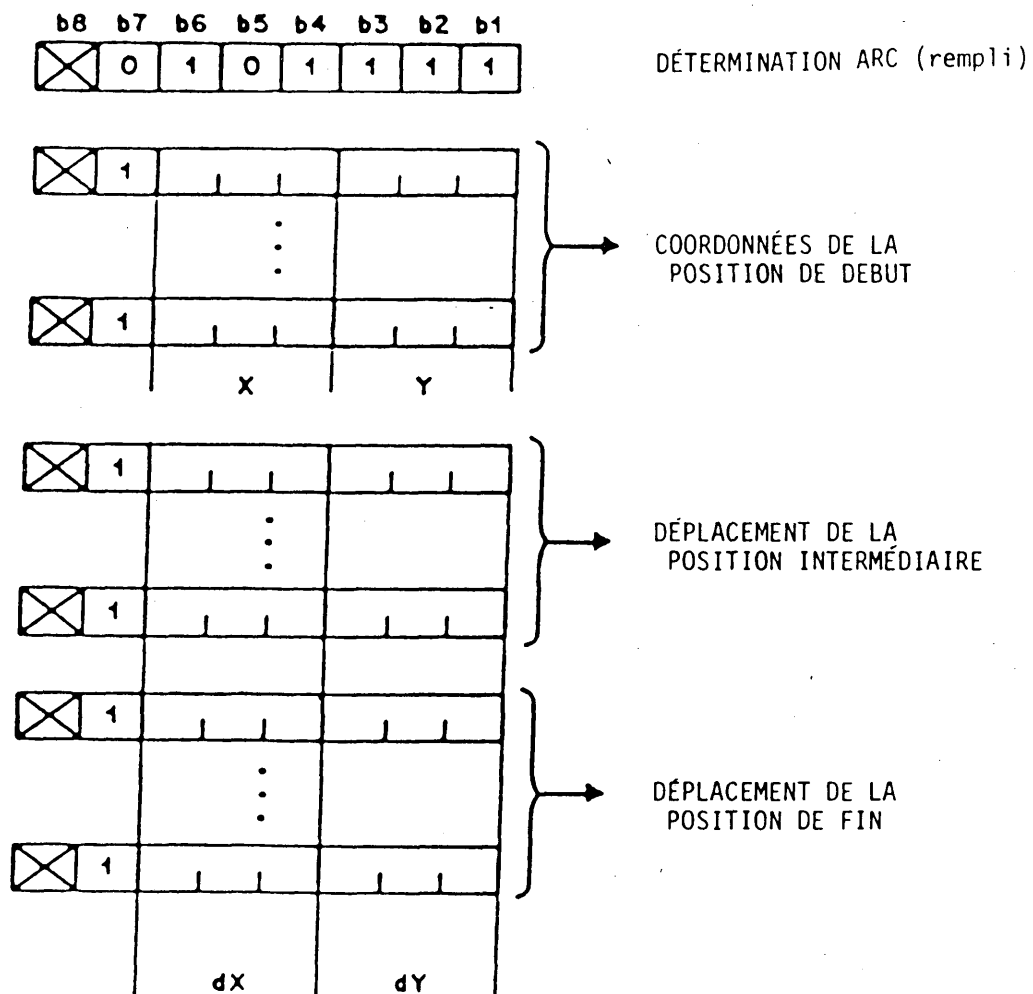 b8 b7 b6 b5 b4 b3 b2 b1
0 1 0 1 1 1 1
DÉTERMINATION ARC (rempli)
1
COORDONNÉES DE LA
POSITION DE DEBUT
1
X Y
1
DÉPLACEMENT DE LA
POSITION INTERMÉDIAIRE
1
1
DÉPLACEMENT DE LA
POSITION DE FIN
1
dX dY